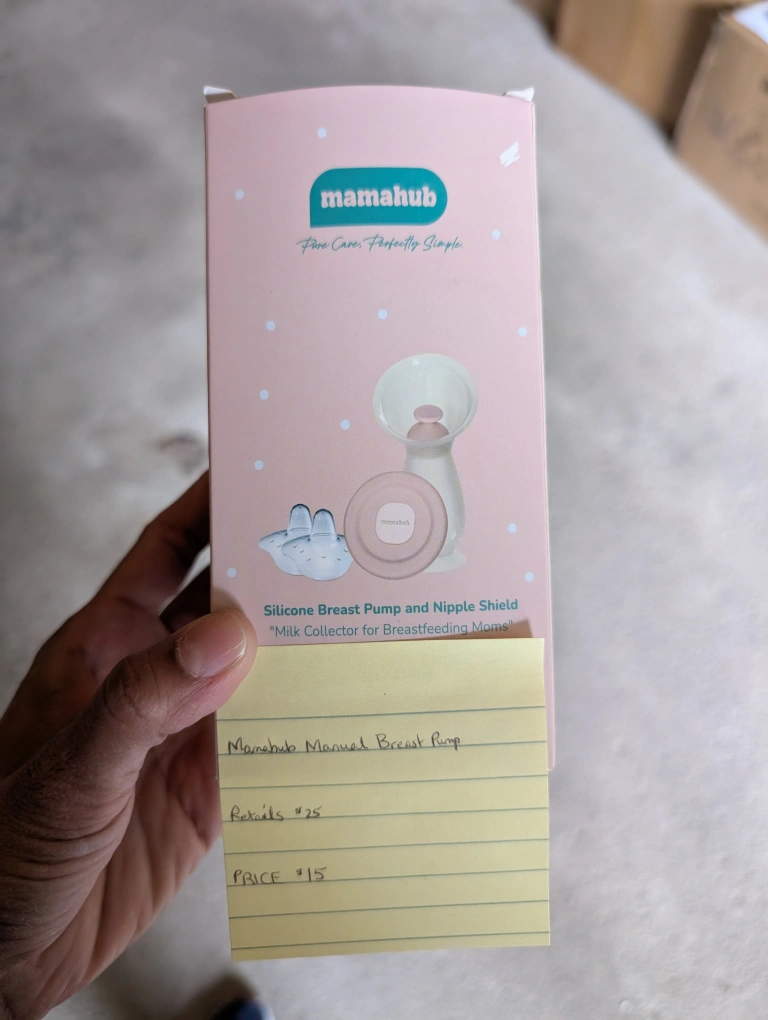 mamahub
Pure Care, Perfectly Simple.
mamahub
Silicone Breast Pump and Nipple Shield
"Milk Collector for Breastfeeding Moms"
Mamahub Manual Breast Pump
Retails $25
PRICE $15